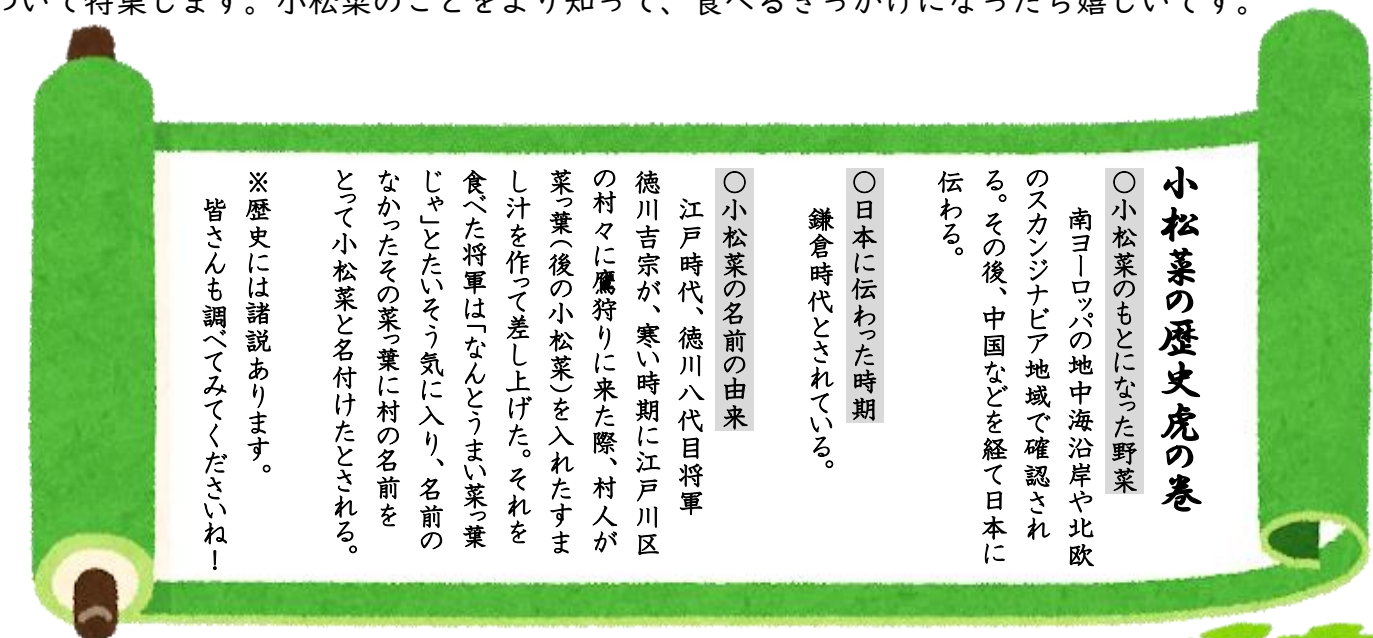 ついて特集します。小松菜のことをより知って、食べるきっかけになったら嬉しいです。
小松菜の歴史虎の巻
○小松菜のもとになった野菜
南ヨーロッパの地中海沿岸や北欧
のスカンジナビア地域で確認され
る。その後、中国などを経て日本に
伝わる。
○日本に伝わった時期
鎌倉時代とされている。
○小松菜の名前の由来
江戸時代、徳川八代目将軍
徳川吉宗が、寒い時期に江戸川区
の村々に鷹狩りに来た際、村人が
菜っ葉(後の小松菜)を入れたすま
し汁を作って差し上げた。それを
食べた将軍は「なんとうまい菜っ葉
じゃ」とたいそう気に入り、名前の
なかったその菜っ葉に村の名前を
とって小松菜と名付けたとされる。
※歴史には諸説あります。
皆さんも調べてみてくださいね!